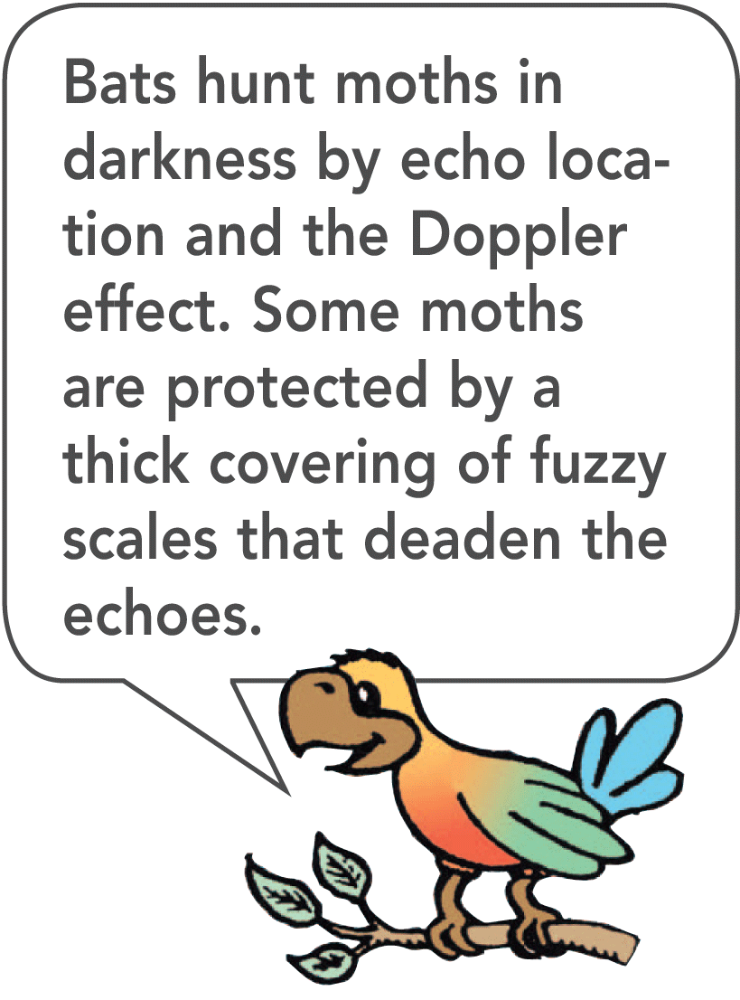 Bats hunt moths in
darkness by echo loca-
tion and the Doppler
effect. Some moths
are protected by a
thick covering of fuzzy
scales that deaden the
echoes.